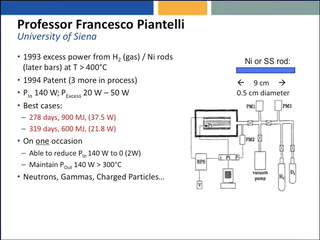 Professor Francesco Piantelli
University of Siena
• 1993 excess power from H₂ (gas) / Ni rods
(later bars) at T > 400°C
• 1994 Patent (3 more in process)
• PIn 140 W; PExcess 20 W – 50 W
• Best cases:
– 278 days, 900 MJ, (37.5 W)
– 319 days, 600 MJ, (21.8 W)
• On one occasion
– Able to reduce PIn 140 W to 0 (2W)
– Maintain POut 140 W > 300°C
• Neutrons, Gammas, Charged Particles…
Ni or SS rod:
← 9 cm →
0.5 cm diameter
PM1
PM3
PM2
RPS
I
Pt
P
V
vacuum
pump
H₂
D₂